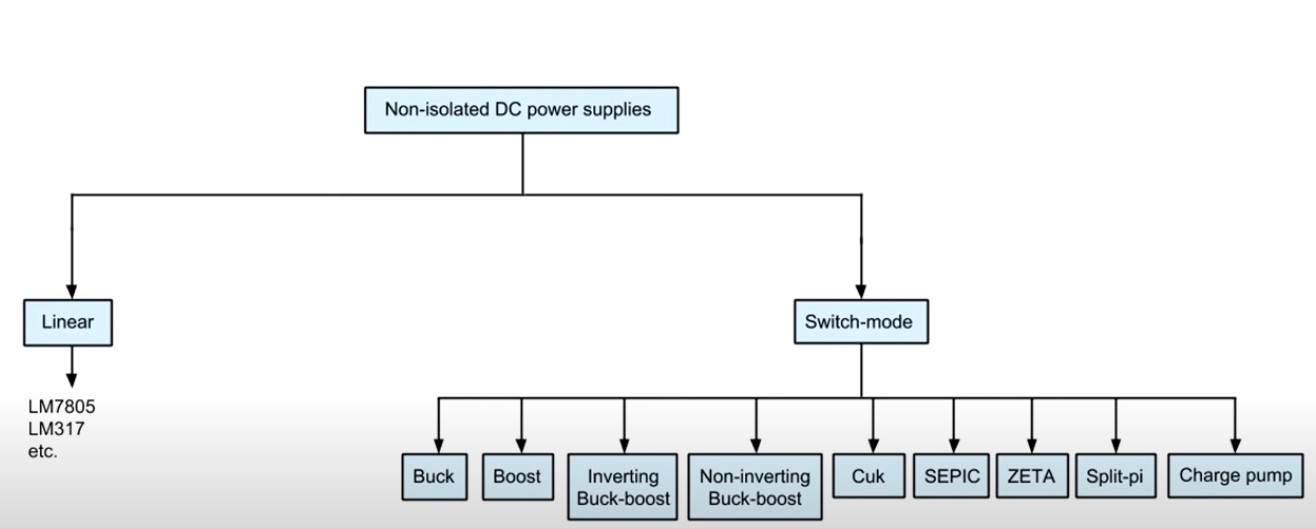 Non-isolated DC power supplies
Linear
Switch-mode
LM7805
LM317
etc.
Buck
Boost
Inverting
Buck-boost
Non-inverting
Buck-boost
Cuk
SEPIC
ZETA
Split-pi
Charge pump